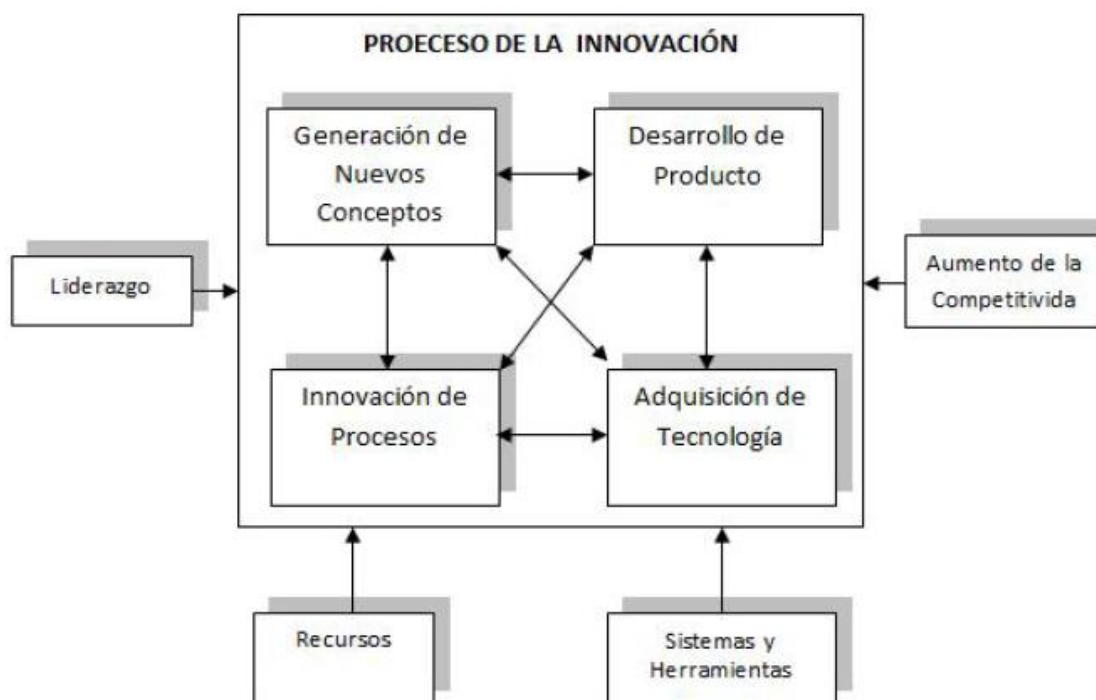 PROECESO DE LA INNOVACIÓN
Generación de
Nuevos
Conceptos
Desarrollo de
Producto
Liderazgo
Aumento de la
Competitivida
Innovación de
Procesos
Adquisición de
Tecnología
Recursos
Sistemas y
Herramientas